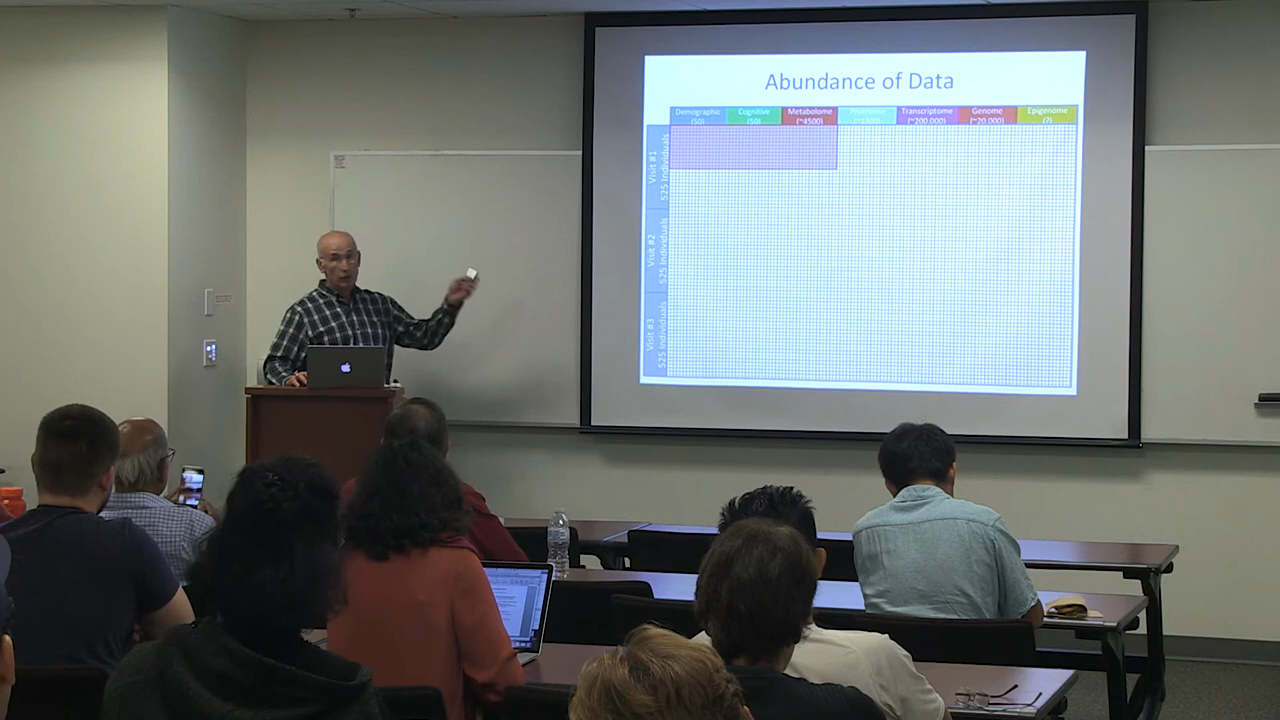 Abundance of Data
Demographic Cognitive Metabolome Transcriptome Genome Epigenome
(50) (50) (~4500) (~200,000) (~20,000) (?)
Visit #1
525 Individuals
Visit #2
525 Individuals
Visit #3
525 Individuals